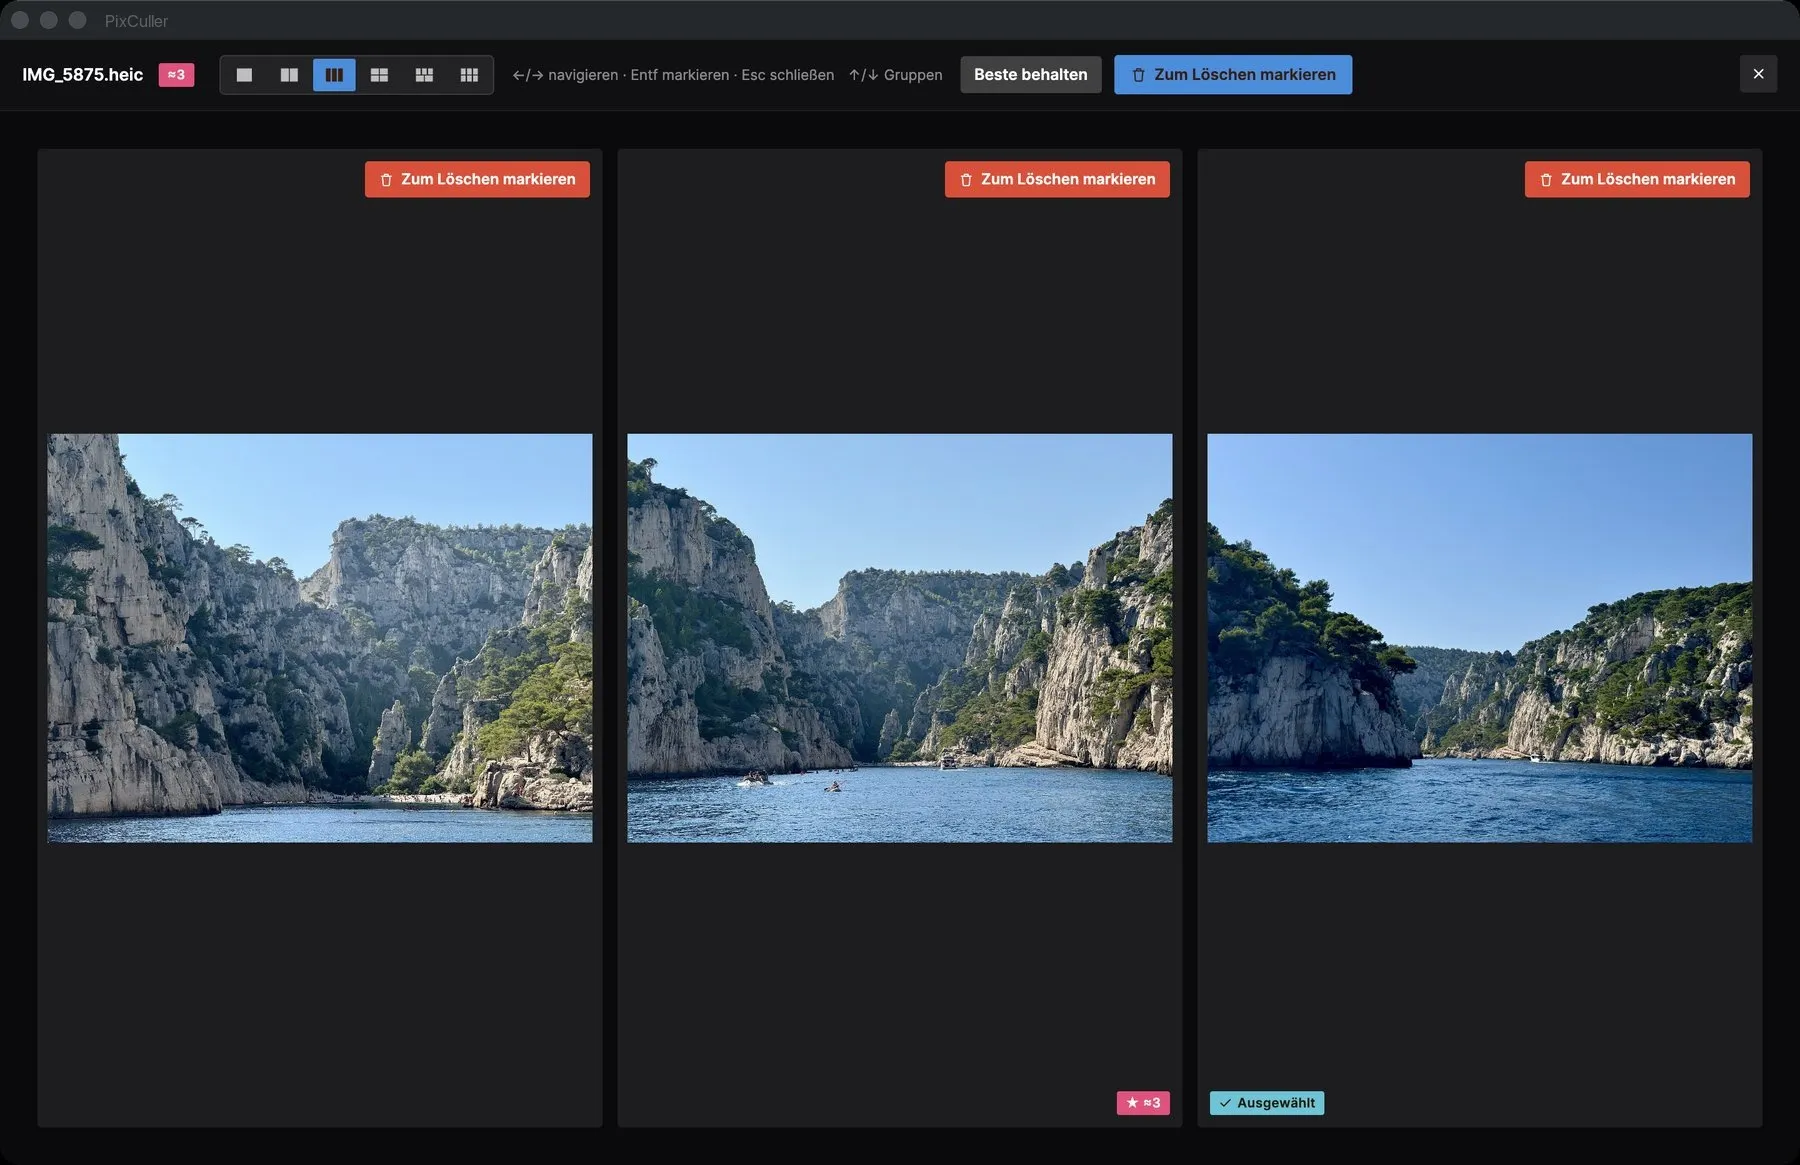 PixCuller
IMG_5875.heic ≈3 ←/→ navigieren · Entf markieren · Esc schließen ↑/↓ Gruppen Beste behalten Zum Löschen markieren
Zum Löschen markieren
Zum Löschen markieren
Zum Löschen markieren
★ ≈3
✓ Ausgewählt